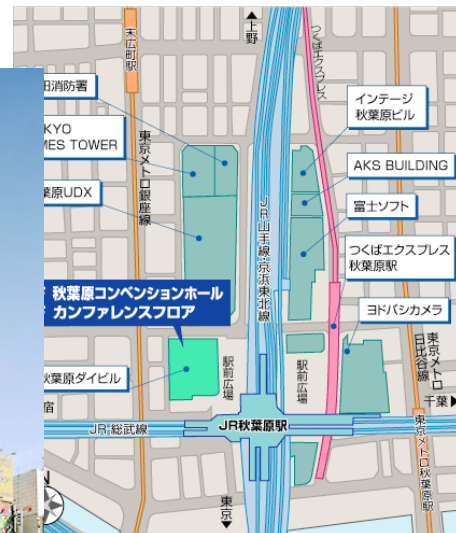 上野
末広町駅
つくばエクスプレス
田消防署
インテージ
秋葉原ビル
KYO
MES TOWER
東京メトロ銀座線
AKS BUILDING
葉原UDX
JR山手線・京浜東北線
富士ソフト
つくばエクスプレス
秋葉原駅
秋葉原コンベンションホール
カンファレンスフロア
ヨドバシカメラ
東京メトロ
日比谷線
駅前広場
駅前広場
秋葉原ダイビル
千葉
宿
JR 総武線
JR秋葉原駅
東京メトロ秋葉原駅
東京
N